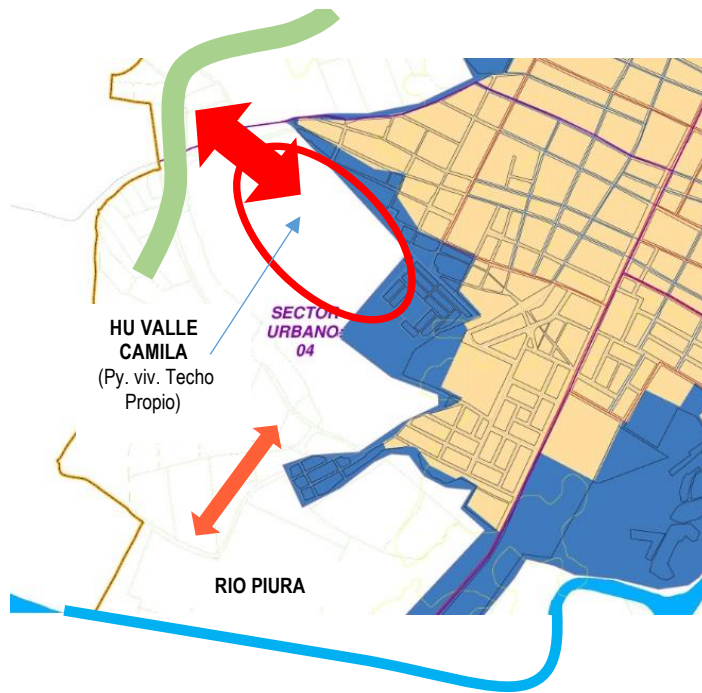 HU VALLE
CAMILA
(Py. viv. Techo
Propio)
SECTOR
URBANO
04
RIO PIURA